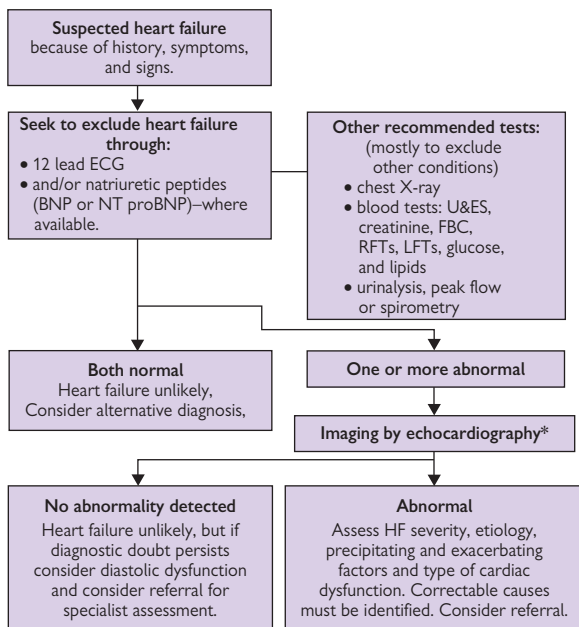 Suspected heart failure
because of history, symptoms,
and signs.
Seek to exclude heart failure
through:
• 12 lead ECG
• and/or natriuretic peptides
(BNP or NT proBNP)–where
available.
Other recommended tests:
(mostly to exclude
other conditions)
• chest X-ray
• blood tests: U&ES,
creatinine, FBC,
RFTs, LFTs, glucose,
and lipids
• urinalysis, peak flow
or spirometry
Both normal
Heart failure unlikely,
Consider alternative diagnosis,
One or more abnormal
Imaging by echocardiography*
No abnormality detected
Heart failure unlikely, but if
diagnostic doubt persists
consider diastolic dysfunction
and consider referral for
specialist assessment.
Abnormal
Assess HF severity, etiology,
precipitating and exacerbating
factors and type of cardiac
dysfunction. Correctable causes
must be identified. Consider referral.